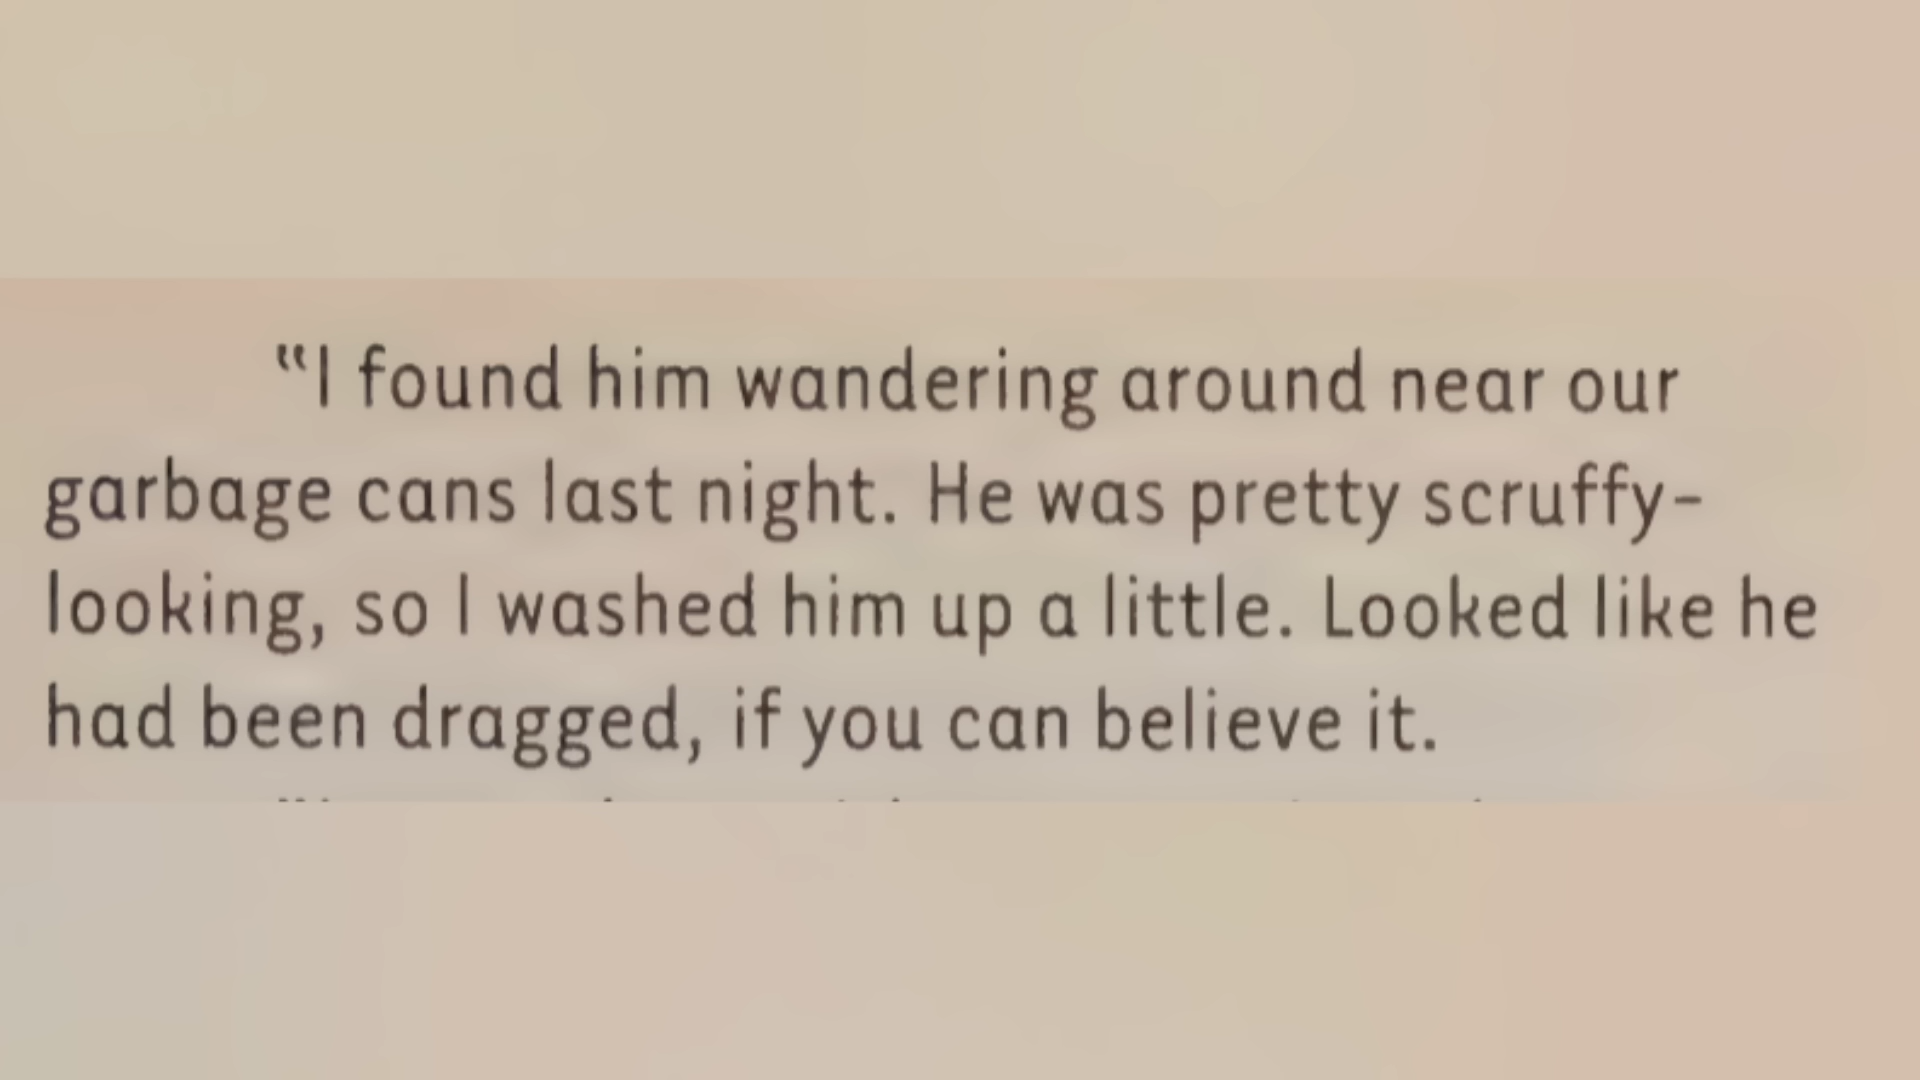 “I found him wandering around near our
garbage cans last night. He was pretty scruffy-
looking, so I washed him up a little. Looked like he
had been dragged, if you can believe it.